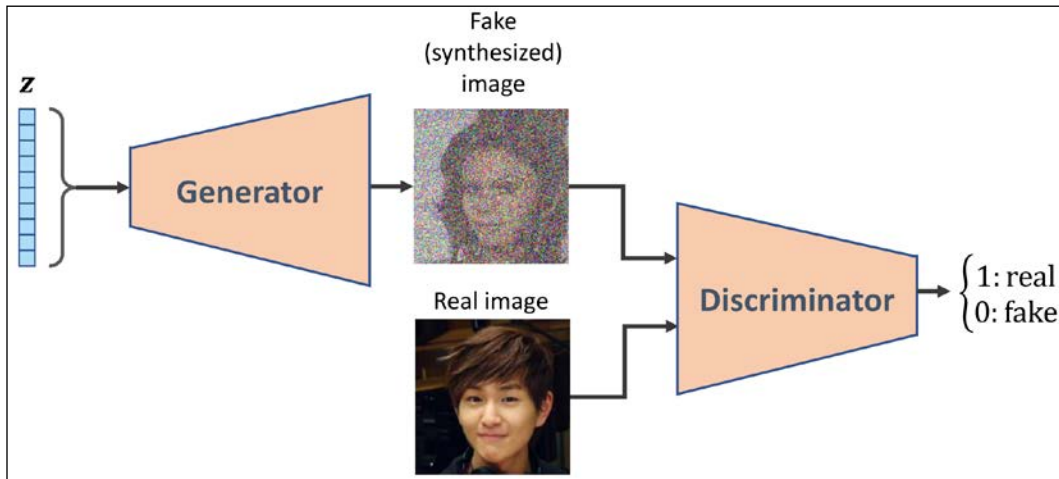 Fake
(synthesized)
image
z
Generator
Real image
Discriminator
1: real
0: fake